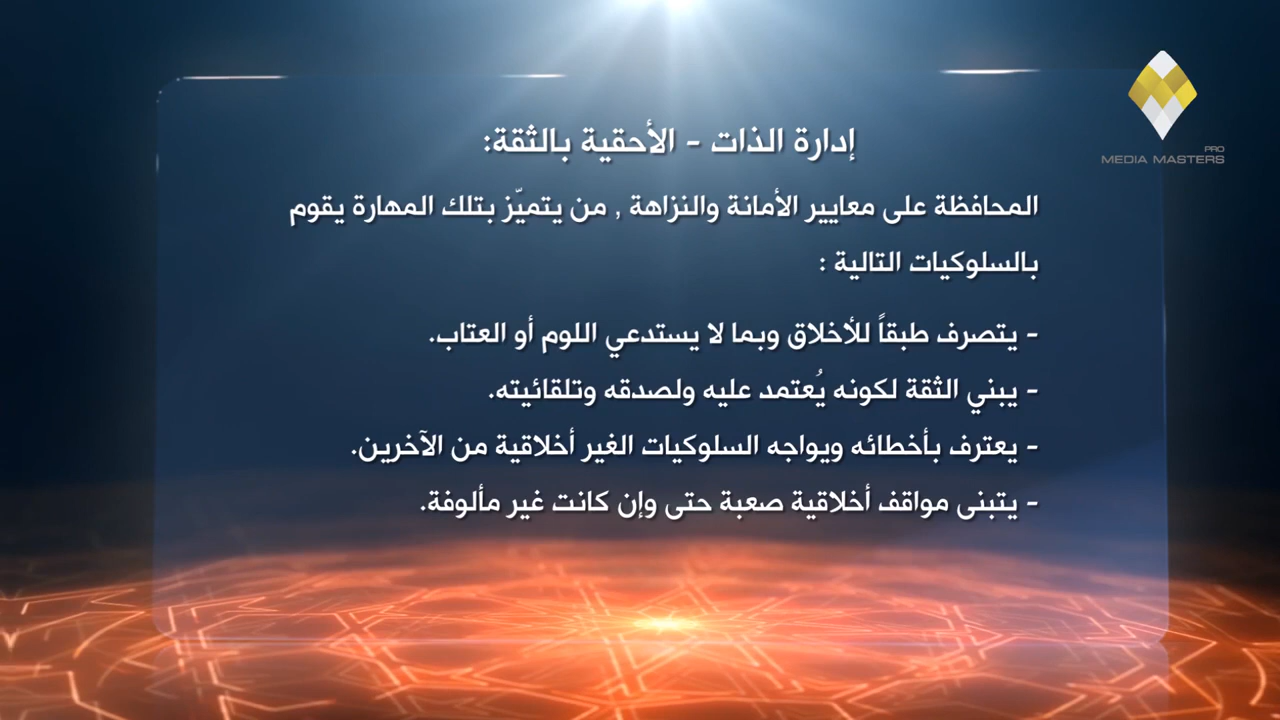 إدارة الذات - الأحقية بالثقة:
المحافظة على معايير الأمانة والنزاهة , من يتميّز بتلك المهارة يقوم
بالسلوكيات التالية :
- يتصرف طبقاً للأخلاق وبما لا يستدعي اللوم أو العتاب.
- يبني الثقة لكونه يُعتمد عليه ولصدقه وتلقائيته.
- يعترف بأخطائه ويواجه السلوكيات الغير أخلاقية من الآخرين.
- يتبنى مواقف أخلاقية صعبة حتى وإن كانت غير مألوفة.
PRO
MEDIA MASTERS